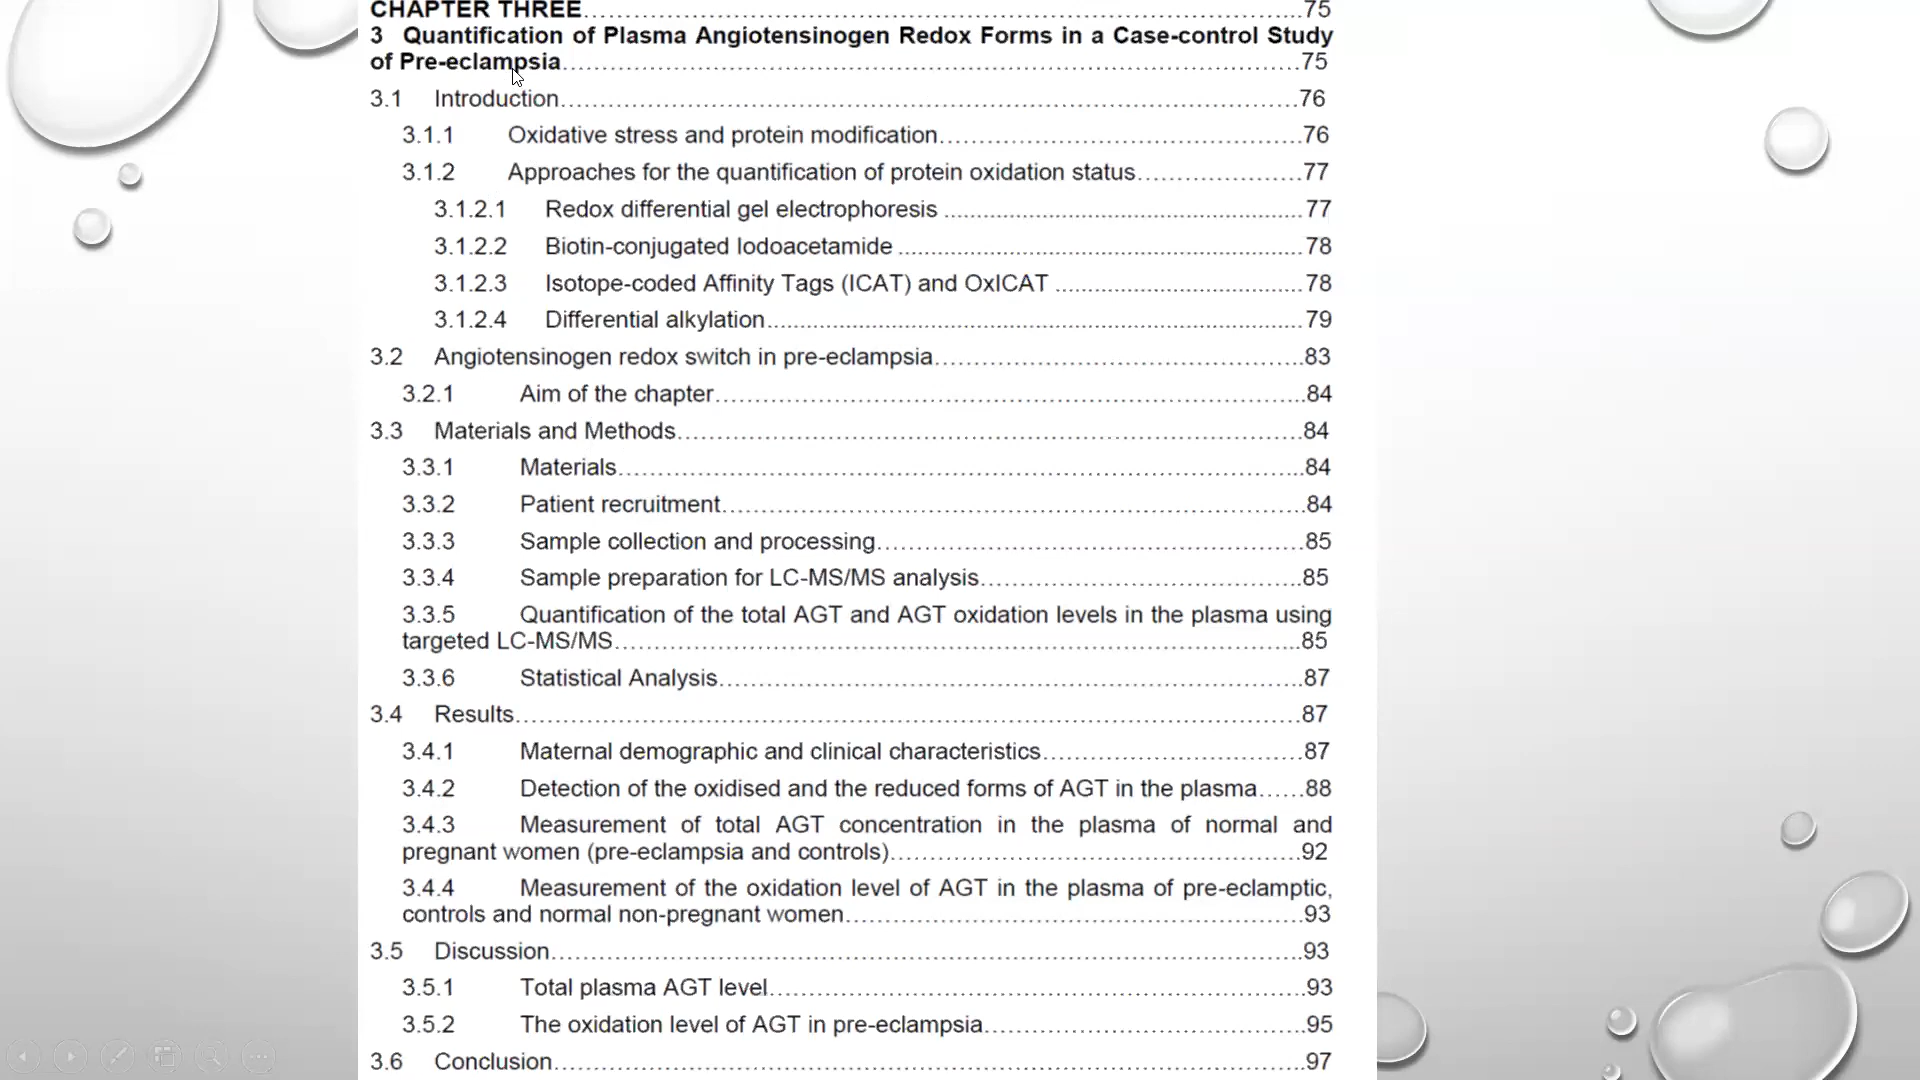 CHAPTER THREE....................75
3 Quantification of Plasma Angiotensinogen Redox Forms in a Case-control Study
of Pre-eclampsia....................75
3.1 Introduction....................76
3.1.1 Oxidative stress and protein modification....................76
3.1.2 Approaches for the quantification of protein oxidation status....................77
3.1.2.1 Redox differential gel electrophoresis ....................77
3.1.2.2 Biotin-conjugated Iodoacetamide ....................78
3.1.2.3 Isotope-coded Affinity Tags (ICAT) and OxICAT ....................78
3.1.2.4 Differential alkylation....................79
3.2 Angiotensinogen redox switch in pre-eclampsia....................83
3.2.1 Aim of the chapter....................84
3.3 Materials and Methods....................84
3.3.1 Materials....................84
3.3.2 Patient recruitment....................84
3.3.3 Sample collection and processing....................85
3.3.4 Sample preparation for LC-MS/MS analysis....................85
3.3.5 Quantification of the total AGT and AGT oxidation levels in the plasma using
targeted LC-MS/MS....................85
3.3.6 Statistical Analysis....................87
3.4 Results....................87
3.4.1 Maternal demographic and clinical characteristics....................87
3.4.2 Detection of the oxidised and the reduced forms of AGT in the plasma......88
3.4.3 Measurement of total AGT concentration in the plasma of normal and
pregnant women (pre-eclampsia and controls)....................92
3.4.4 Measurement of the oxidation level of AGT in the plasma of pre-eclamptic,
controls and normal non-pregnant women....................93
3.5 Discussion....................93
3.5.1 Total plasma AGT level....................93
3.5.2 The oxidation level of AGT in pre-eclampsia....................95
3.6 Conclusion....................97